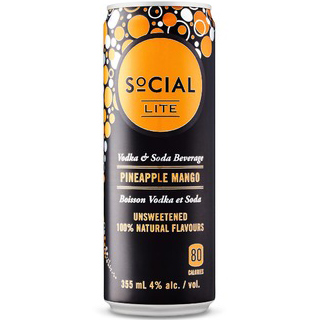 SOCIAL
LITE
Vodka & Soda Beverage
PINEAPPLE MANGO
Boisson Vodka et Soda
UNSWEETENED
100% NATURAL FLAVOURS
80
CALORIES
355 mL 4% alc. / vol.